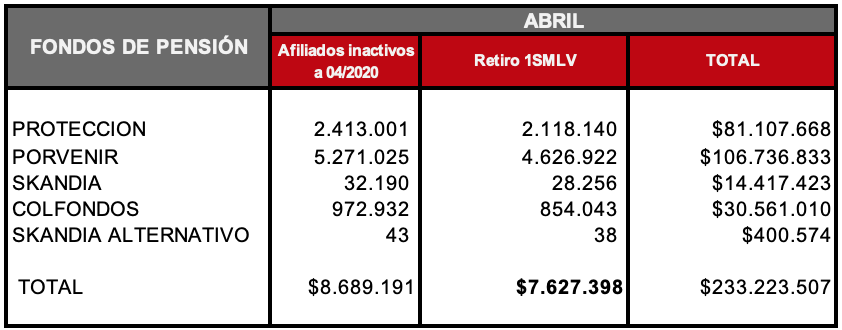 FONDOS DE PENSIÓN
ABRIL
Afiliados inactivos
a 04/2020
Retiro 1SMLV
TOTAL
PROTECCION 2.413.001 2.118.140 $81.107.668
PORVENIR 5.271.025 4.626.922 $106.736.833
SKANDIA 32.190 28.256 $14.417.423
COLFONDOS 972.932 854.043 $30.561.010
SKANDIA ALTERNATIVO 43 38 $400.574
TOTAL $8.689.191 $7.627.398 $233.223.507